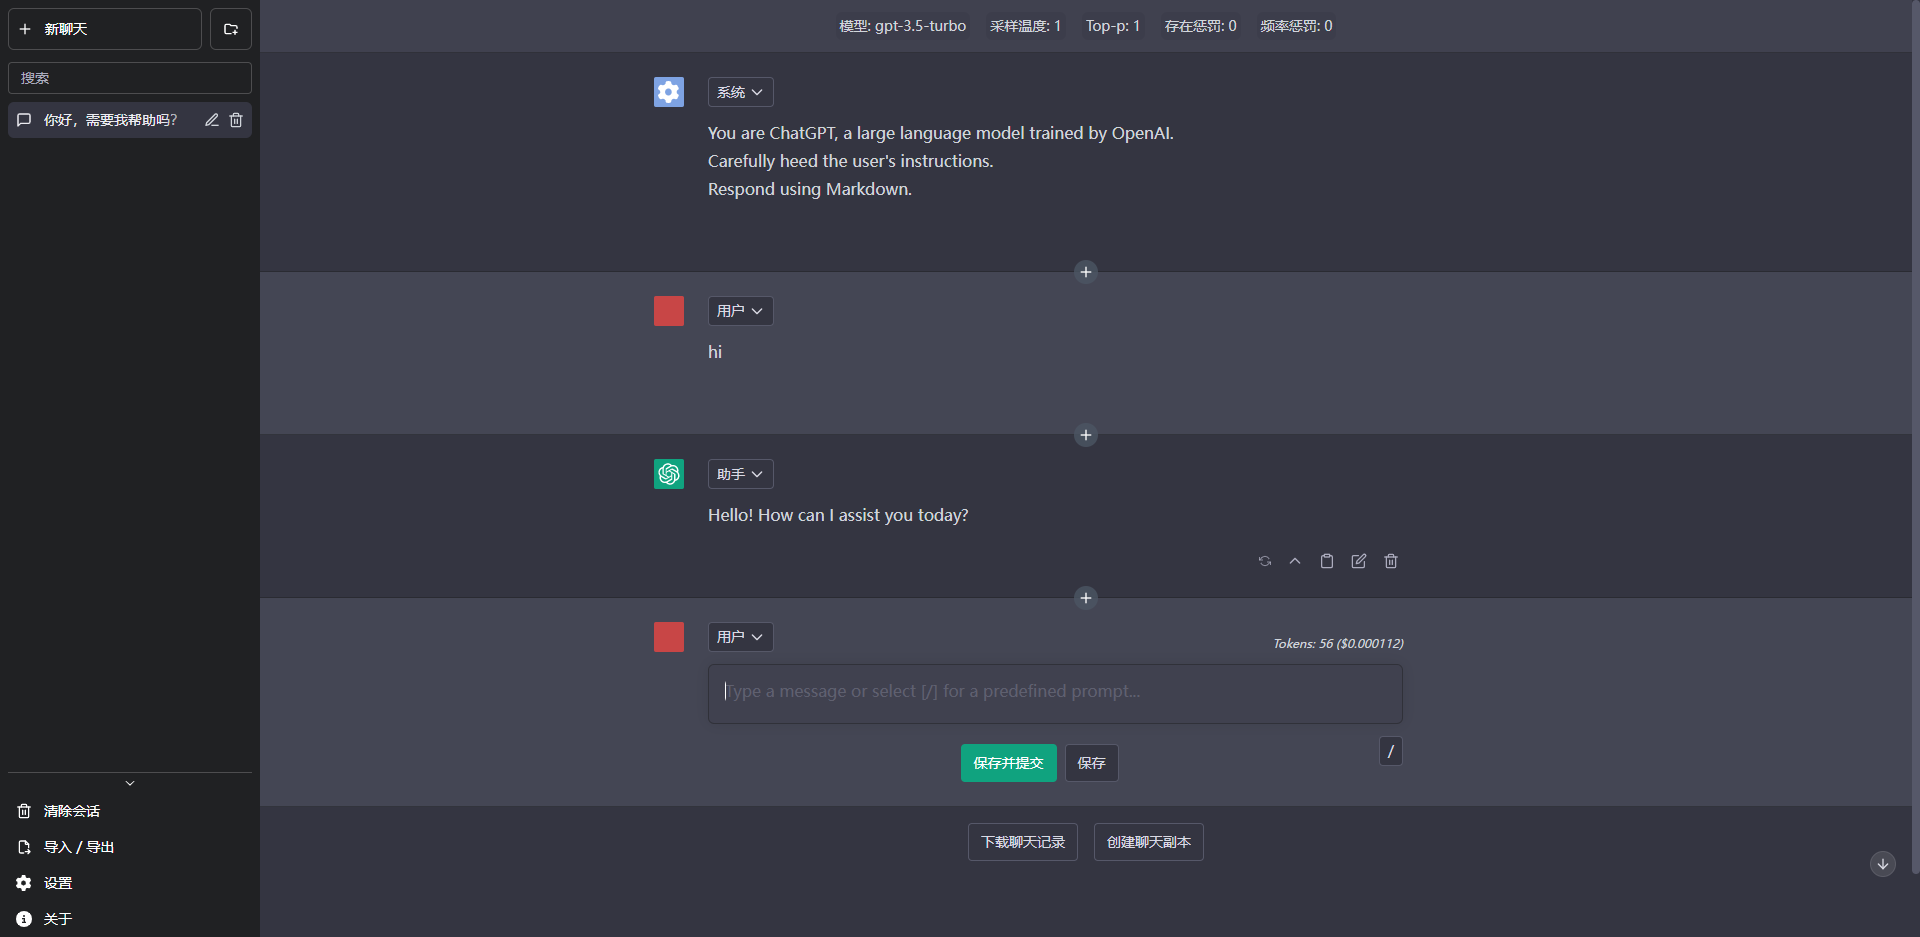 新聊天
搜索
你好，需要我帮助吗?
清除会话
导入 / 导出
设置
关于
模型: gpt-3.5-turbo 采样温度: 1 Top-p: 1 存在惩罚: 0 频率惩罚: 0
系统
You are ChatGPT, a large language model trained by OpenAI.
Carefully heed the user's instructions.
Respond using Markdown.
用户
hi
助手
Hello! How can I assist you today?
用户
Tokens: 56 ($0.000112)
Type a message or select [/] for a predefined prompt...
/
保存并提交 保存
下载聊天记录 创建聊天副本